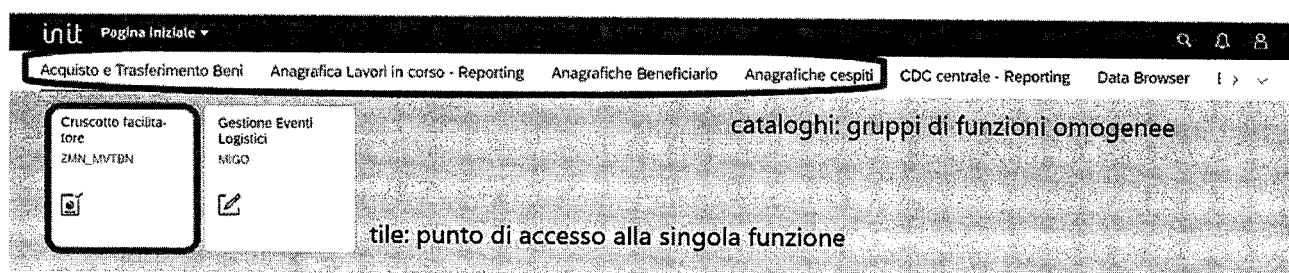 init Pagina iniziale
Acquisto e Trasferimento Beni Anagrafica Lavori in corso - Reporting Anagrafiche Beneficiario Anagrafiche cespiti CDC centrale - Reporting Data Browser
Cruscotto facilita-
tore
ZMN_MVTBN
Gestione Eventi
Logistici
MIGO
cataloghi: gruppi di funzioni omogenee
tile: punto di accesso alla singola funzione